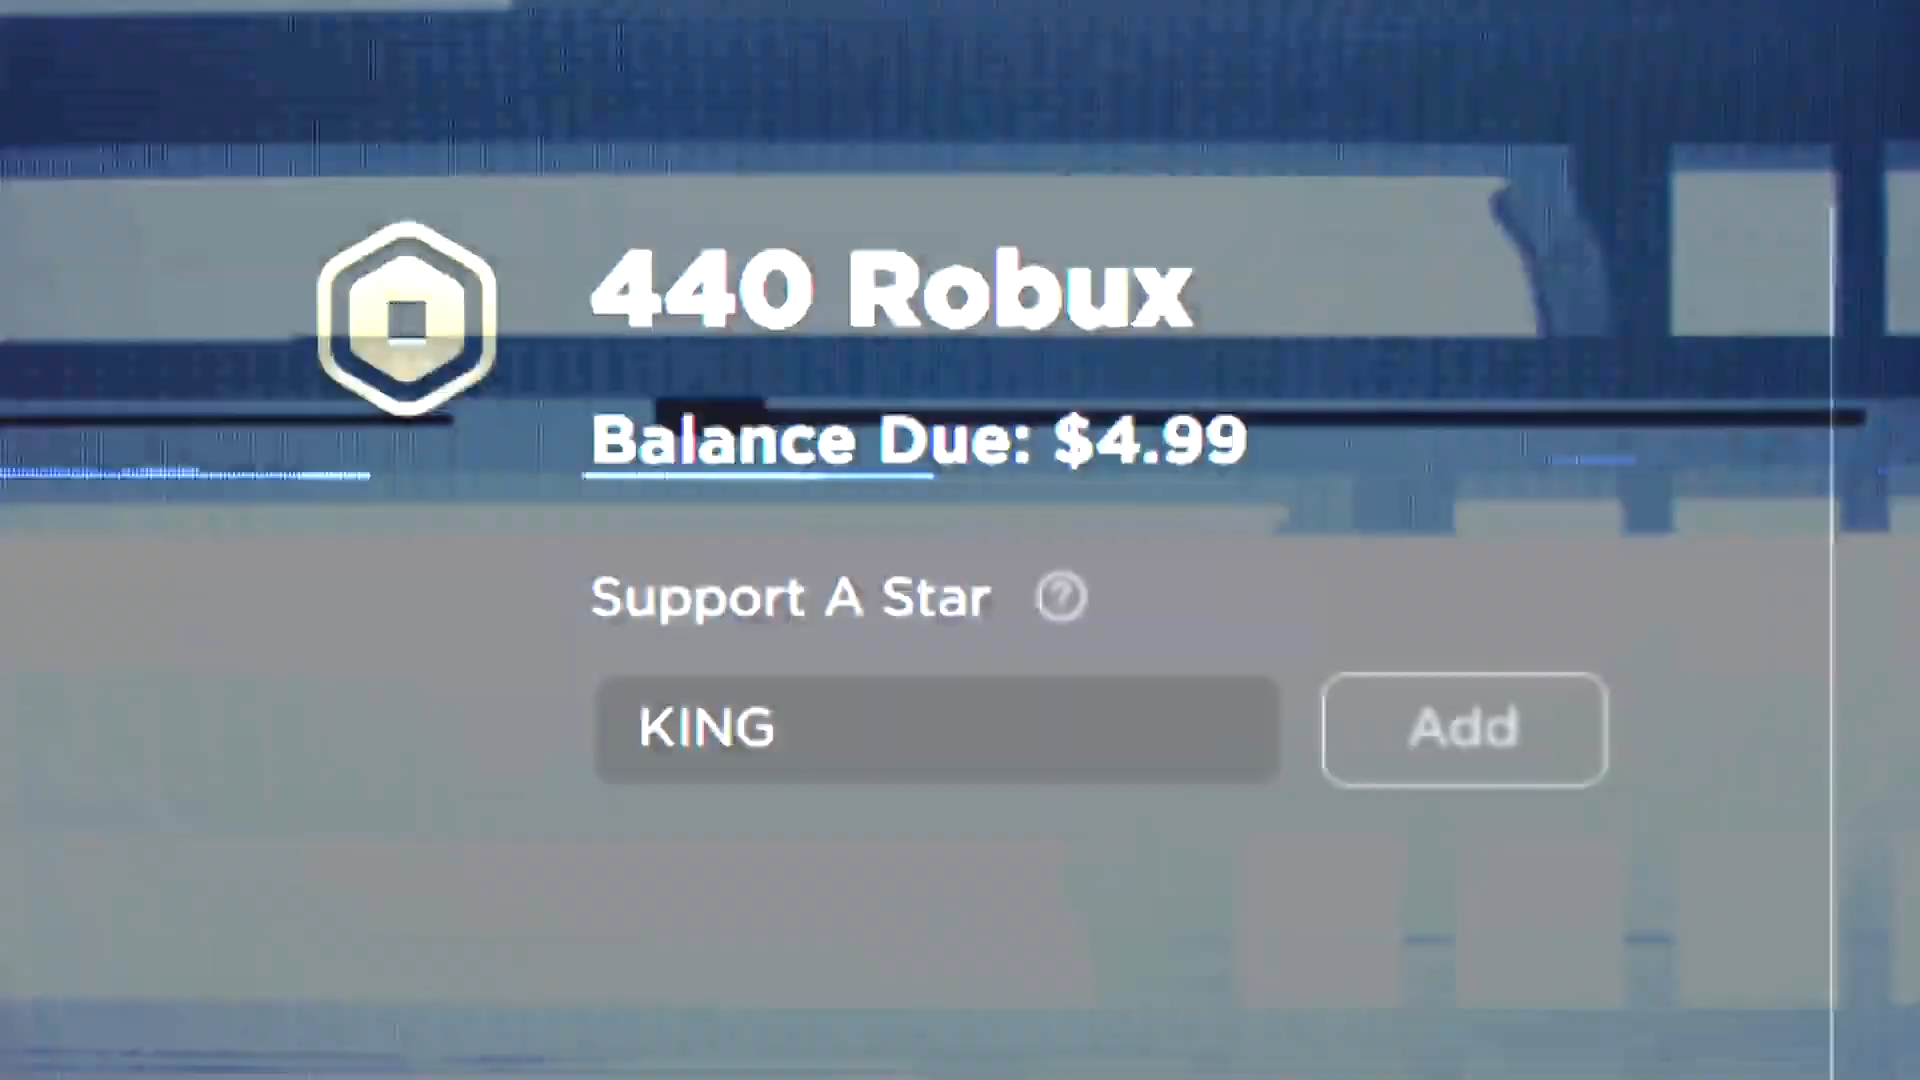 440 Robux
Balance Due: $4.99
Support A Star ?
KING
Add